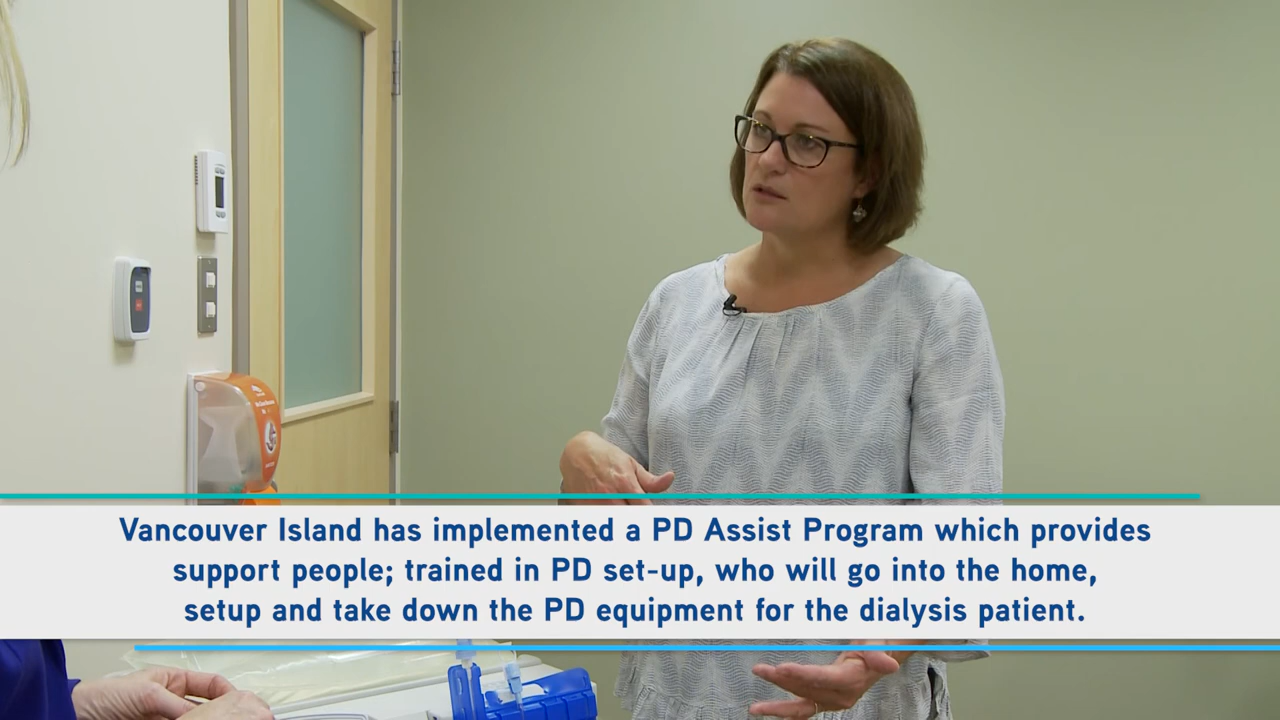 Vancouver Island has implemented a PD Assist Program which provides
support people; trained in PD set-up, who will go into the home,
setup and take down the PD equipment for the dialysis patient.